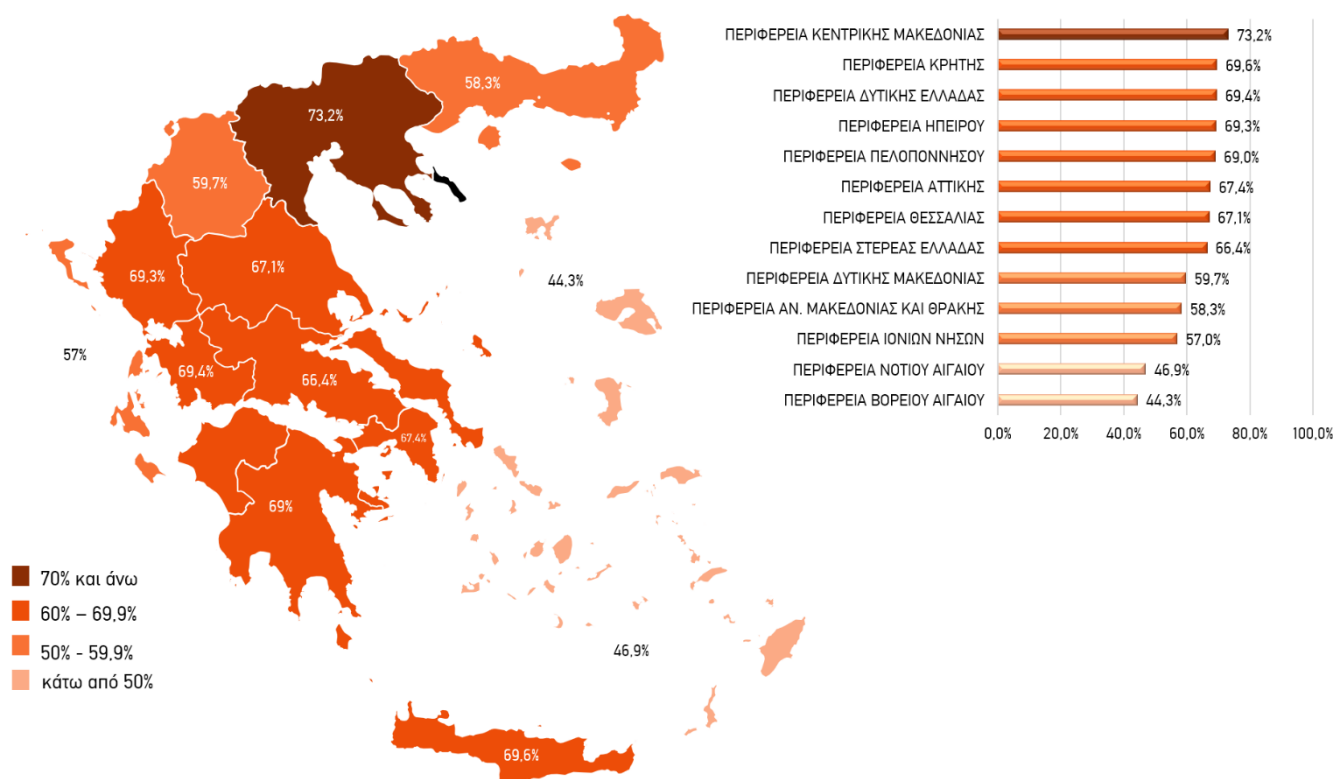 58,3%
73,2%
59,7%
69,3%
67,1%
44,3%
57%
69,4%
66,4%
67,4%
69%
46,9%
69,6%
70% και άνω
60% – 69,9%
50% - 59,9%
κάτω από 50%
ΠΕΡΙΦΕΡΕΙΑ ΚΕΝΤΡΙΚΗΣ ΜΑΚΕΔΟΝΙΑΣ 73,2%
ΠΕΡΙΦΕΡΕΙΑ ΚΡΗΤΗΣ 69,6%
ΠΕΡΙΦΕΡΕΙΑ ΔΥΤΙΚΗΣ ΕΛΛΑΔΑΣ 69,4%
ΠΕΡΙΦΕΡΕΙΑ ΗΠΕΙΡΟΥ 69,3%
ΠΕΡΙΦΕΡΕΙΑ ΠΕΛΟΠΟΝΝΗΣΟΥ 69,0%
ΠΕΡΙΦΕΡΕΙΑ ΑΤΤΙΚΗΣ 67,4%
ΠΕΡΙΦΕΡΕΙΑ ΘΕΣΣΑΛΙΑΣ 67,1%
ΠΕΡΙΦΕΡΕΙΑ ΣΤΕΡΕΑΣ ΕΛΛΑΔΑΣ 66,4%
ΠΕΡΙΦΕΡΕΙΑ ΔΥΤΙΚΗΣ ΜΑΚΕΔΟΝΙΑΣ 59,7%
ΠΕΡΙΦΕΡΕΙΑ ΑΝ. ΜΑΚΕΔΟΝΙΑΣ ΚΑΙ ΘΡΑΚΗΣ 58,3%
ΠΕΡΙΦΕΡΕΙΑ ΙΟΝΙΩΝ ΝΗΣΩΝ 57,0%
ΠΕΡΙΦΕΡΕΙΑ ΝΟΤΙΟΥ ΑΙΓΑΙΟΥ 46,9%
ΠΕΡΙΦΕΡΕΙΑ ΒΟΡΕΙΟΥ ΑΙΓΑΙΟΥ 44,3%
0,0% 20,0% 40,0% 60,0% 80,0% 100,0%